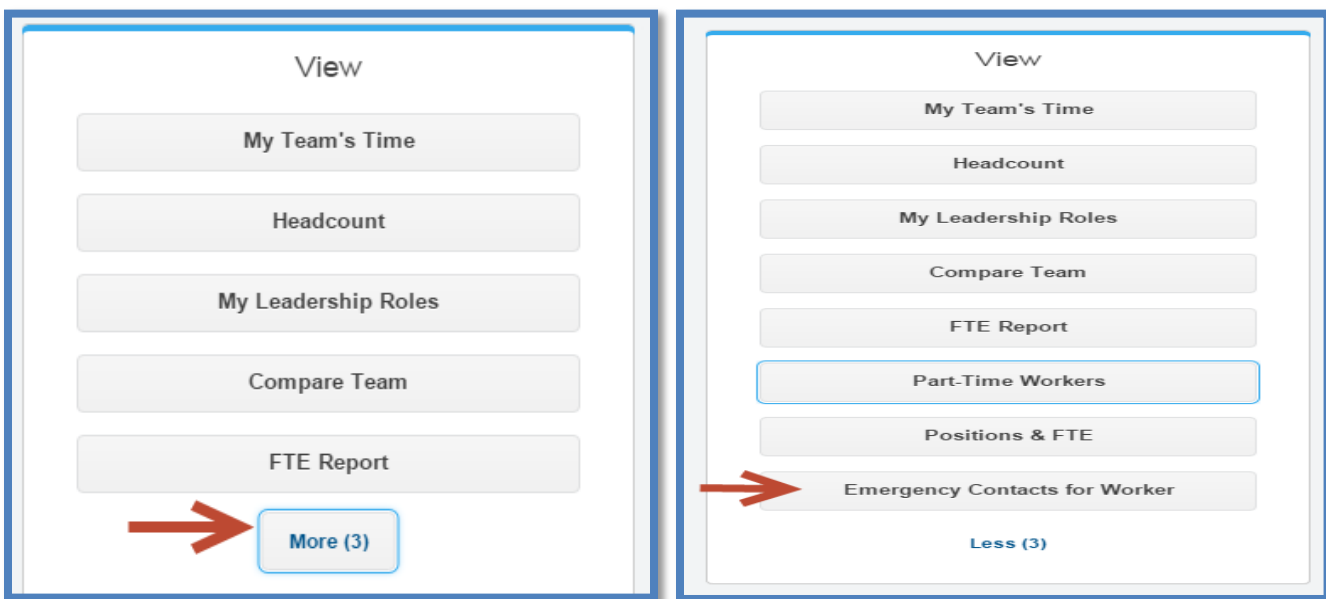 View
My Team's Time
Headcount
My Leadership Roles
Compare Team
FTE Report
More (3)
View
My Team's Time
Headcount
My Leadership Roles
Compare Team
FTE Report
Part-Time Workers
Positions & FTE
Emergency Contacts for Worker
Less (3)